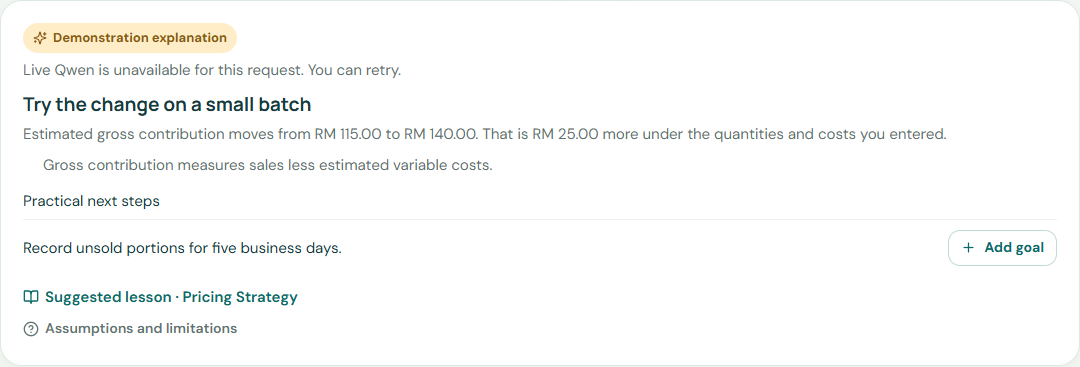 Demonstration explanation
Live Qwen is unavailable for this request. You can retry.
Try the change on a small batch
Estimated gross contribution moves from RM 115.00 to RM 140.00. That is RM 25.00 more under the quantities and costs you entered.
Gross contribution measures sales less estimated variable costs.
Practical next steps
Record unsold portions for five business days.
+ Add goal
Suggested lesson · Pricing Strategy
Assumptions and limitations